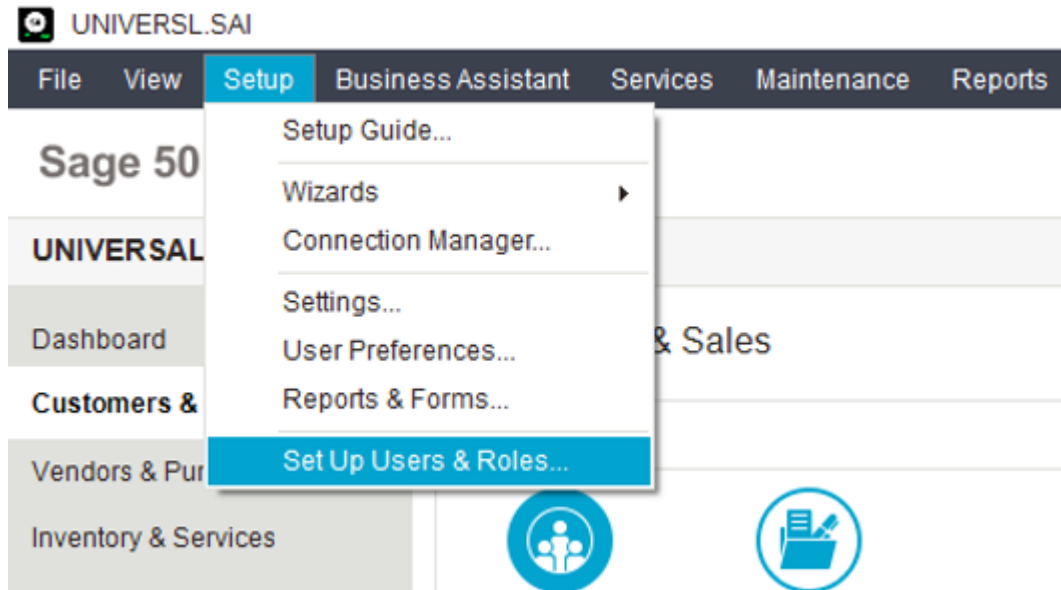 UNIVERSL.SAI
File View Setup Business Assistant Services Maintenance Reports
Setup Guide...
Sage 50
Wizards
Connection Manager...
UNIVERSAL
Settings...
Dashboard
& Sales
User Preferences...
Customers &
Reports & Forms...
Set Up Users & Roles...
Vendors & Pur
Inventory & Services